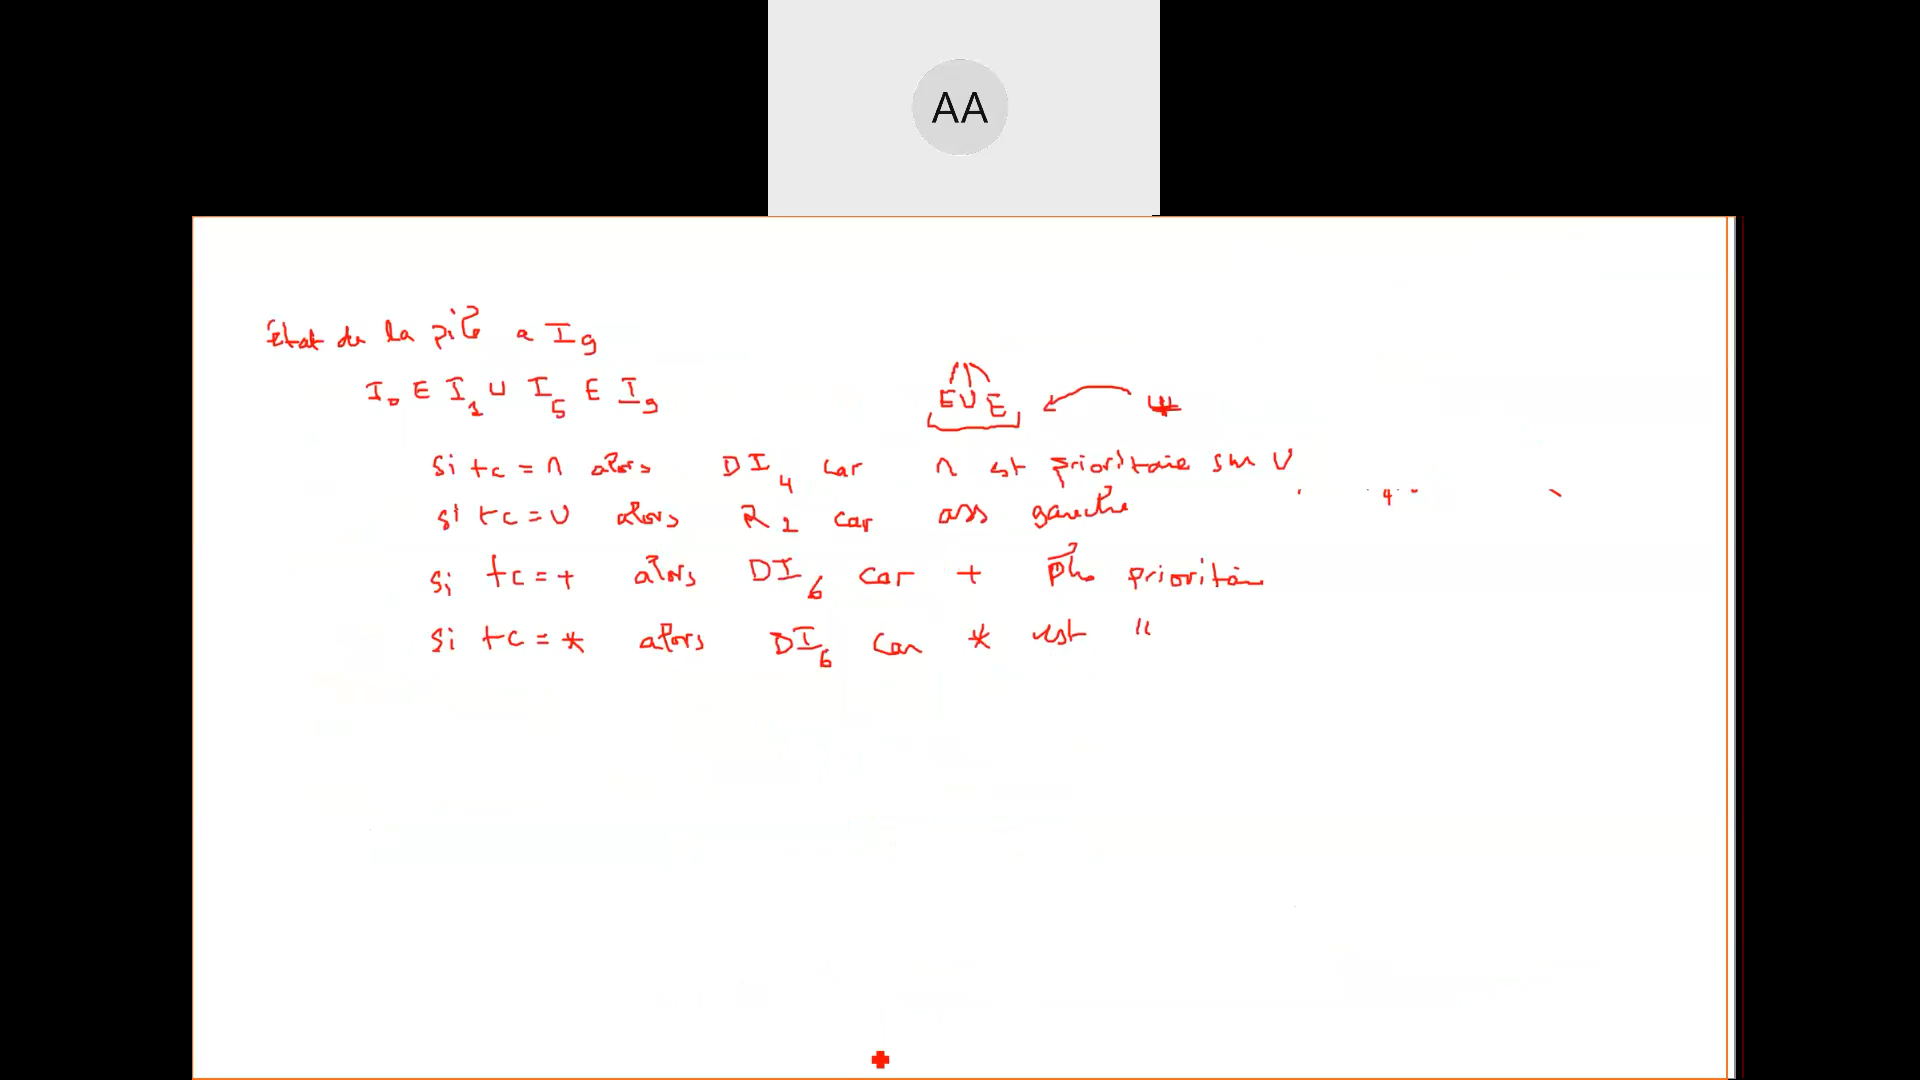 AA
état de la pile a I9
I0 E I1 U I5 E I9
E U E
si tc = ∩ alors DI4 car ∩ est prioritaire sur U
si tc = U alors R2 car ass gauche
si tc = + alors DI6 car + plus prioritaire
si tc = * alors DI6 car * est "